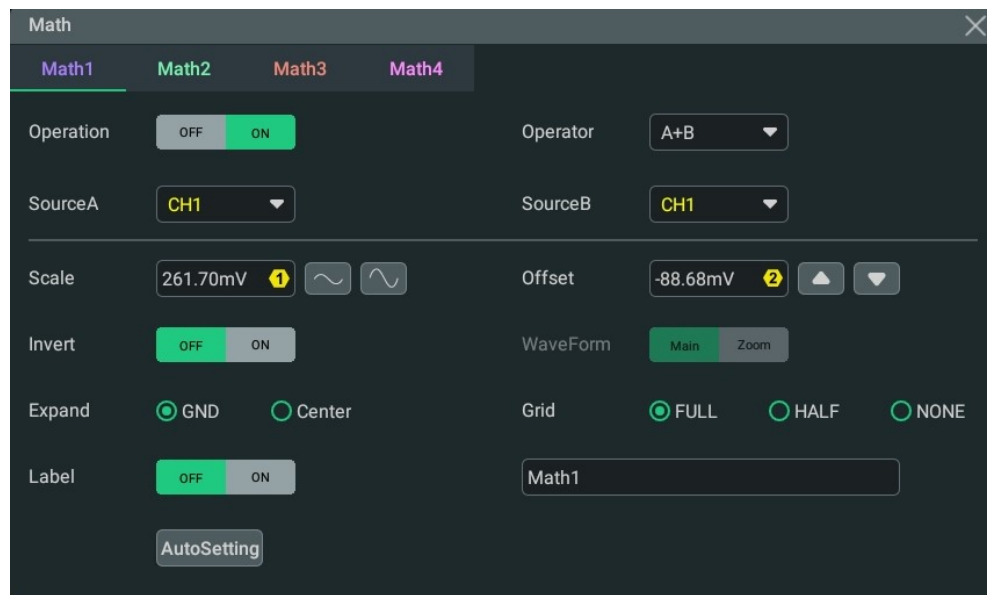 Math
Math1 Math2 Math3 Math4
Operation OFF ON Operator A+B
SourceA CH1 SourceB CH1
Scale 261.70mV 1 Offset -88.68mV 2
Invert OFF ON WaveForm Main Zoom
Expand GND Center Grid FULL HALF NONE
Label OFF ON Math1
AutoSetting